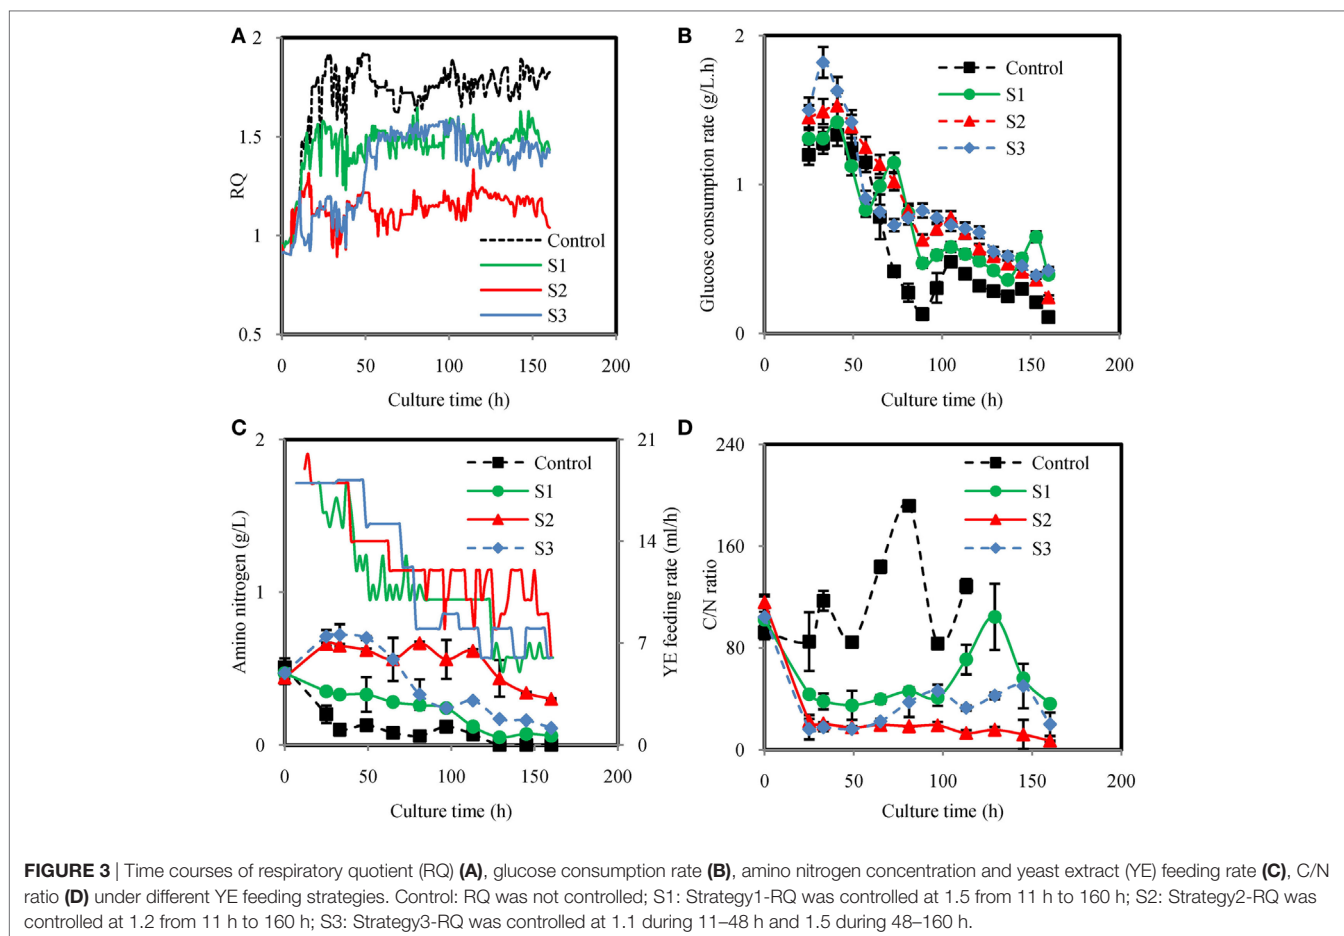 A
2
1.5
1
0.5
RQ
Control
S1
S2
S3
0 50 100 150 200
Culture time (h)
B
2
1
0
Glucose consumption rate (g/L.h)
Control
S1
S2
S3
0 50 100 150 200
Culture time (h)
C
2
1
0
Amino nitrogen (g/L)
21
14
7
0
YE feeding rate (ml/h)
Control
S1
S2
S3
0 50 100 150 200
Culture time (h)
D
240
160
80
0
C/N ratio
Control
S1
S2
S3
0 50 100 150 200
Culture time (h)
FIGURE 3 | Time courses of respiratory quotient (RQ) (A), glucose consumption rate (B), amino nitrogen concentration and yeast extract (YE) feeding rate (C), C/N
ratio (D) under different YE feeding strategies. Control: RQ was not controlled; S1: Strategy1-RQ was controlled at 1.5 from 11 h to 160 h; S2: Strategy2-RQ was
controlled at 1.2 from 11 h to 160 h; S3: Strategy3-RQ was controlled at 1.1 during 11–48 h and 1.5 during 48–160 h.